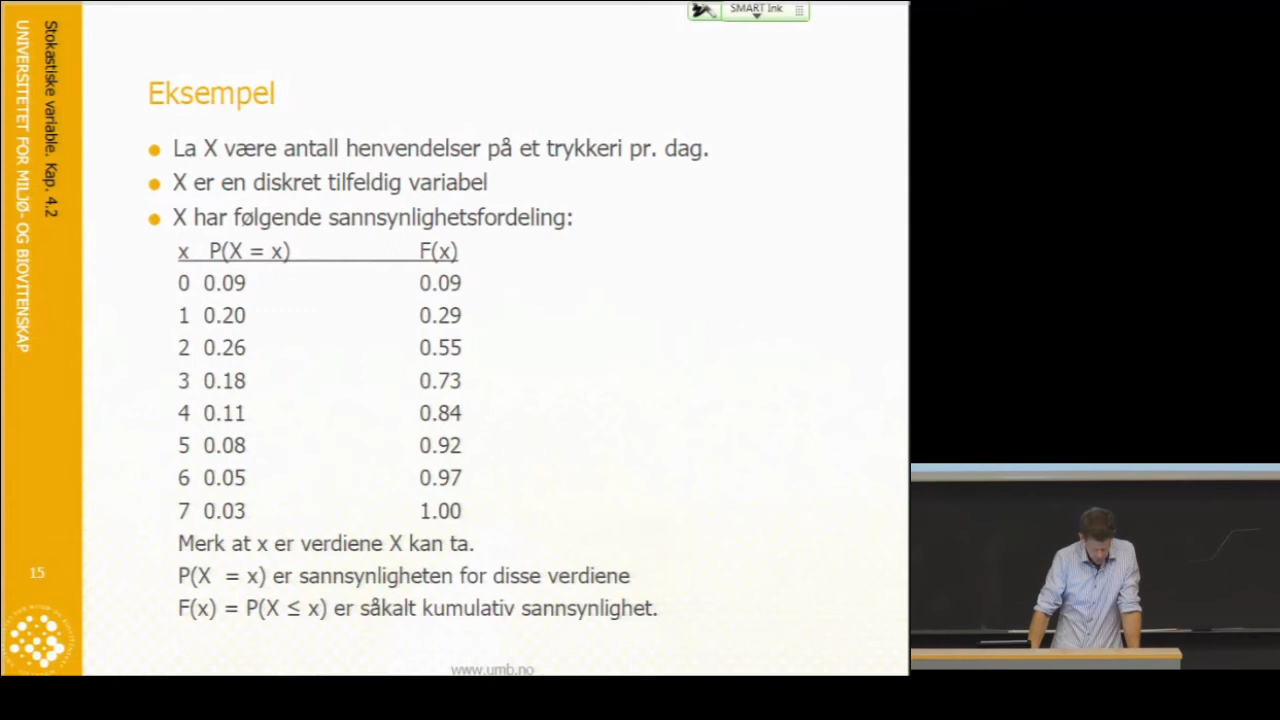 SMART Ink
Stokastiske variable. Kap. 4.2
UNIVERSITETET FOR MILJØ- OG BIOVITENSKAP
Eksempel
La X være antall henvendelser på et trykkeri pr. dag.
X er en diskret tilfeldig variabel
X har følgende sannsynlighetsfordeling:
x P(X = x) F(x)
0 0.09 0.09
1 0.20 0.29
2 0.26 0.55
3 0.18 0.73
4 0.11 0.84
5 0.08 0.92
6 0.05 0.97
7 0.03 1.00
Merk at x er verdiene X kan ta.
P(X = x) er sannsynligheten for disse verdiene
F(x) = P(X ≤ x) er såkalt kumulativ sannsynlighet.
15
www.umb.no